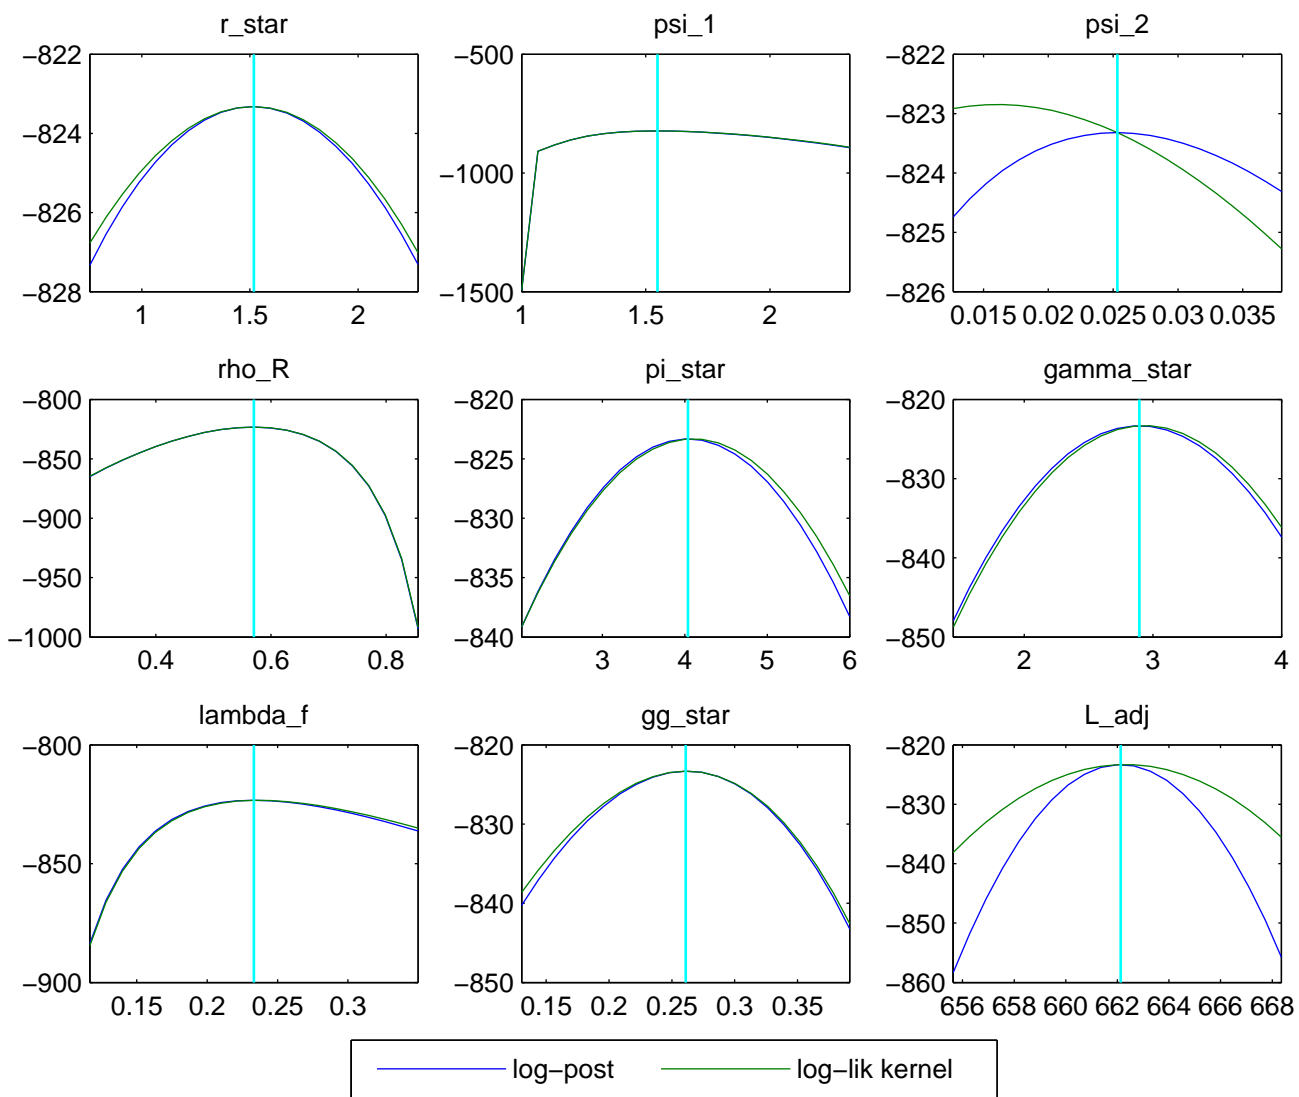 r_star psi_1 psi_2
−822 −500 −822
−823
−824 −1000 −824
−826 −825
−828 −1500 −826
1 1.5 2 1 1.5 2 0.015 0.02 0.025 0.03 0.035
rho_R pi_star gamma_star
−800 −820 −820
−850 −825 −830
−900 −830
−950 −835 −840
−1000 −840 −850
0.4 0.6 0.8 3 4 5 6 2 3 4
lambda_f gg_star L_adj
−800 −820 −820
−830 −830
−850 −840
−840 −850
−900 −850 −860
0.15 0.2 0.25 0.3 0.15 0.2 0.25 0.3 0.35 656 658 660 662 664 666 668
log−post log−lik kernel